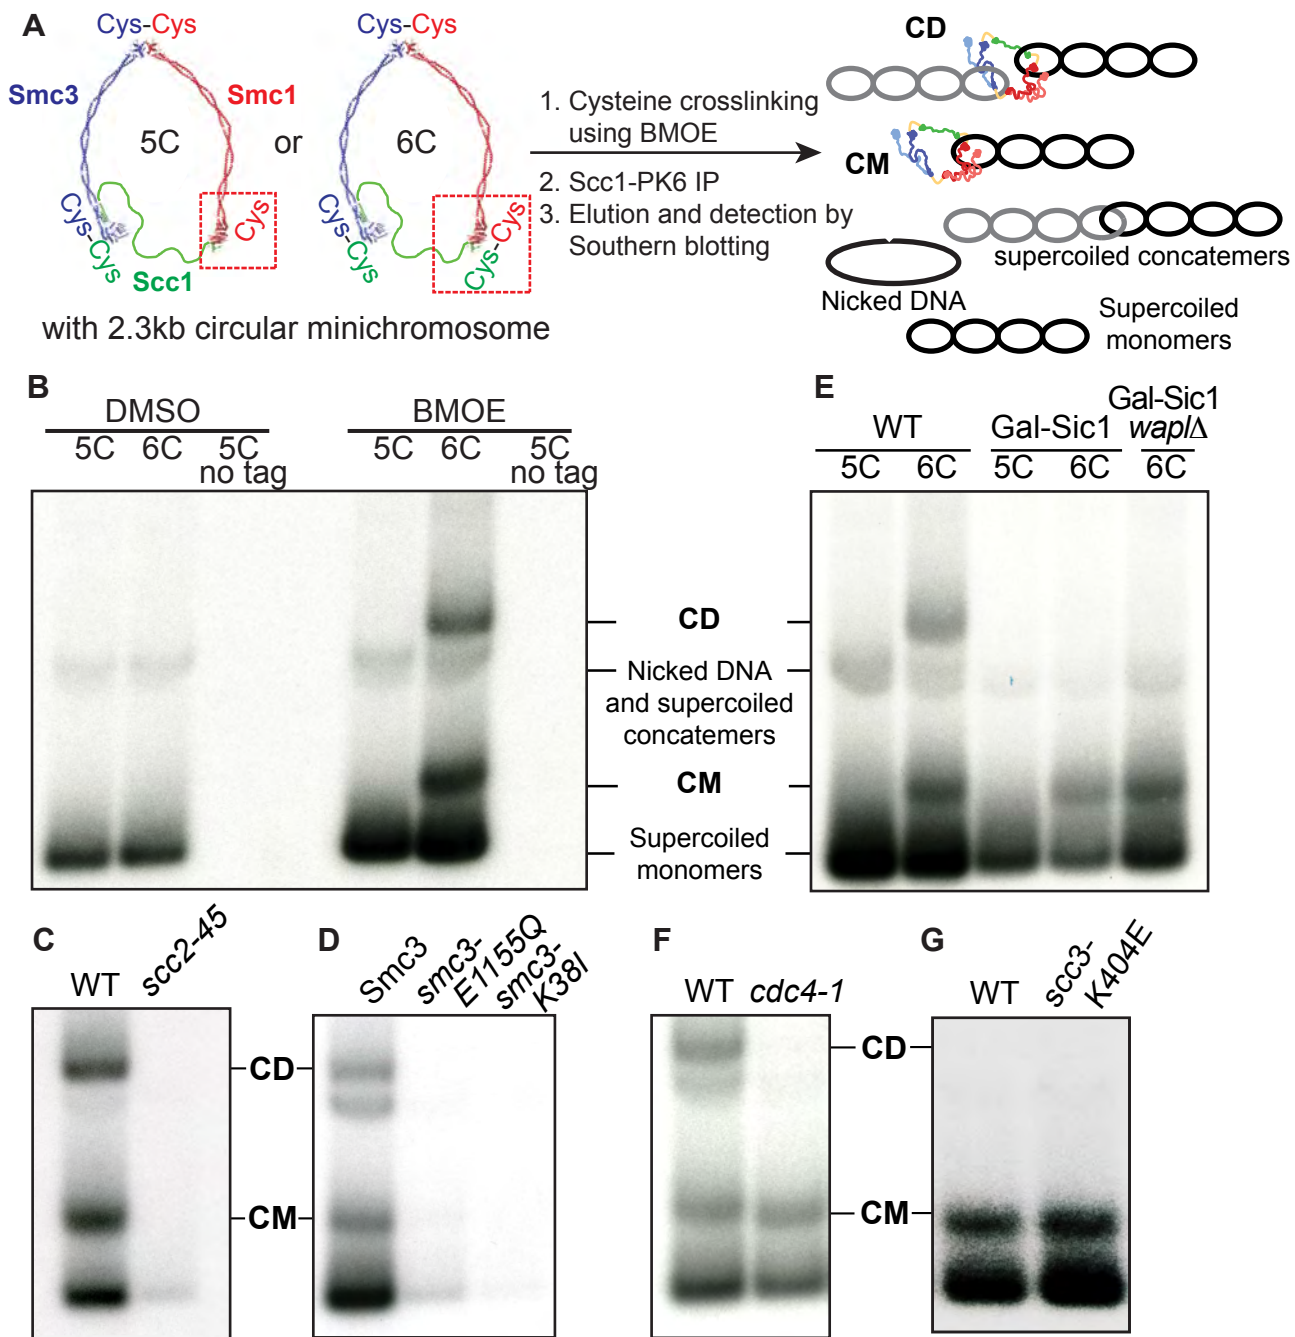 A
Cys-Cys
Cys-Cys
Smc3
Smc1
5C
or
6C
Cys-Cys
Cys
Scc1
Cys-Cys
Cys-Cys
with 2.3kb circular minichromosome
1. Cysteine crosslinking
using BMOE
2. Scc1-PK6 IP
3. Elution and detection by
Southern blotting
CD
CM
supercoiled concatemers
Nicked DNA
Supercoiled
monomers
B
DMSO
BMOE
5C
6C
5C
no tag
5C
6C
5C
no tag
CD
Nicked DNA
and supercoiled
concatemers
CM
Supercoiled
monomers
E
WT
Gal-Sic1
Gal-Sic1
waplΔ
5C
6C
5C
6C
6C
C
WT
scc2-45
CD
CM
D
Smc3
smc3-
E1155Q
smc3-
K38I
F
WT
cdc4-1
CD
CM
G
WT
scc3-
K404E